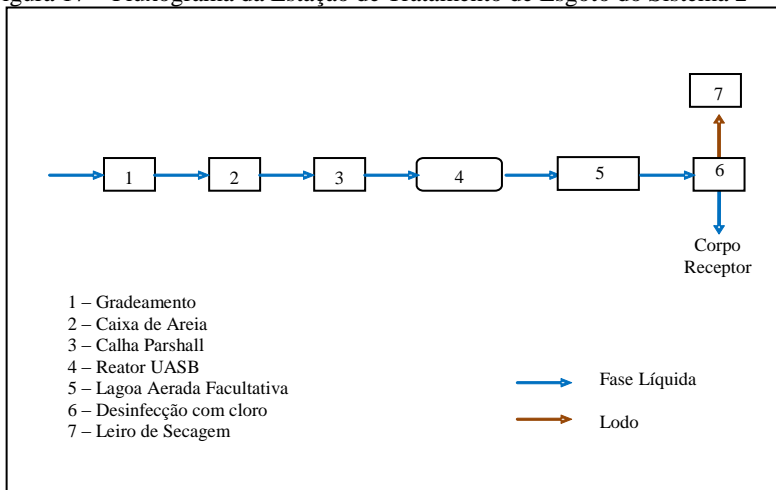 Figura 17 – Fluxograma da Estação de Tratamento de Esgoto do Sistema 2
7
1
2
3
4
5
6
Corpo
Receptor
1 – Gradeamento
2 – Caixa de Areia
3 – Calha Parshall
4 – Reator UASB
5 – Lagoa Aerada Facultativa
6 – Desinfecção com cloro
7 – Leiro de Secagem
Fase Líquida
Lodo